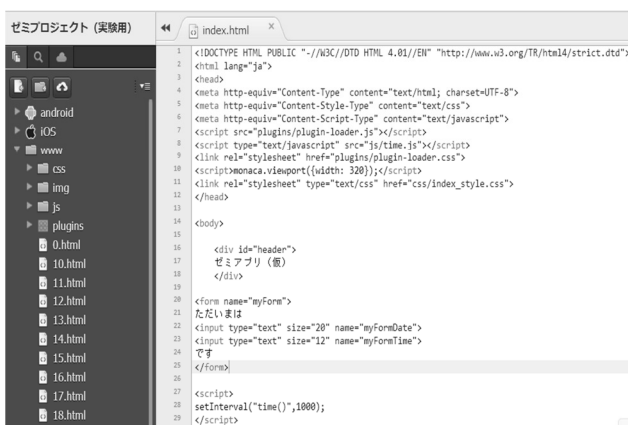 ゼミプロジェクト（実験用）
index.html ×
android
iOS
www
css
img
js
plugins
0.html
10.html
11.html
12.html
13.html
14.html
15.html
16.html
17.html
18.html
1 <!DOCTYPE HTML PUBLIC "-//W3C//DTD HTML 4.01//EN" "http://www.w3.org/TR/html4/strict.dtd">
2 <html lang="ja">
3 <head>
4 <meta http-equiv="Content-Type" content="text/html; charset=UTF-8">
5 <meta http-equiv="Content-Style-Type" content="text/css">
6 <meta http-equiv="Content-Script-Type" content="text/javascript">
7 <script src="plugins/plugin-loader.js"></script>
8 <script type="text/javascript" src="js/time.js"></script>
9 <link rel="stylesheet" href="plugins/plugin-loader.css">
10 <script>monaca.viewport({width: 320});</script>
11 <link rel="stylesheet" type="text/css" href="css/index_style.css">
12 </head>
13
14 <body>
15
16 <div id="header">
17 ゼミアプリ（仮）
18 </div>
19
20 <form name="myForm">
21 ただいまは
22 <input type="text" size="20" name="myFormDate">
23 <input type="text" size="12" name="myFormTime">
24 です
25 </form>
26
27 <script>
28 setInterval("time()",1000);
29 </script>